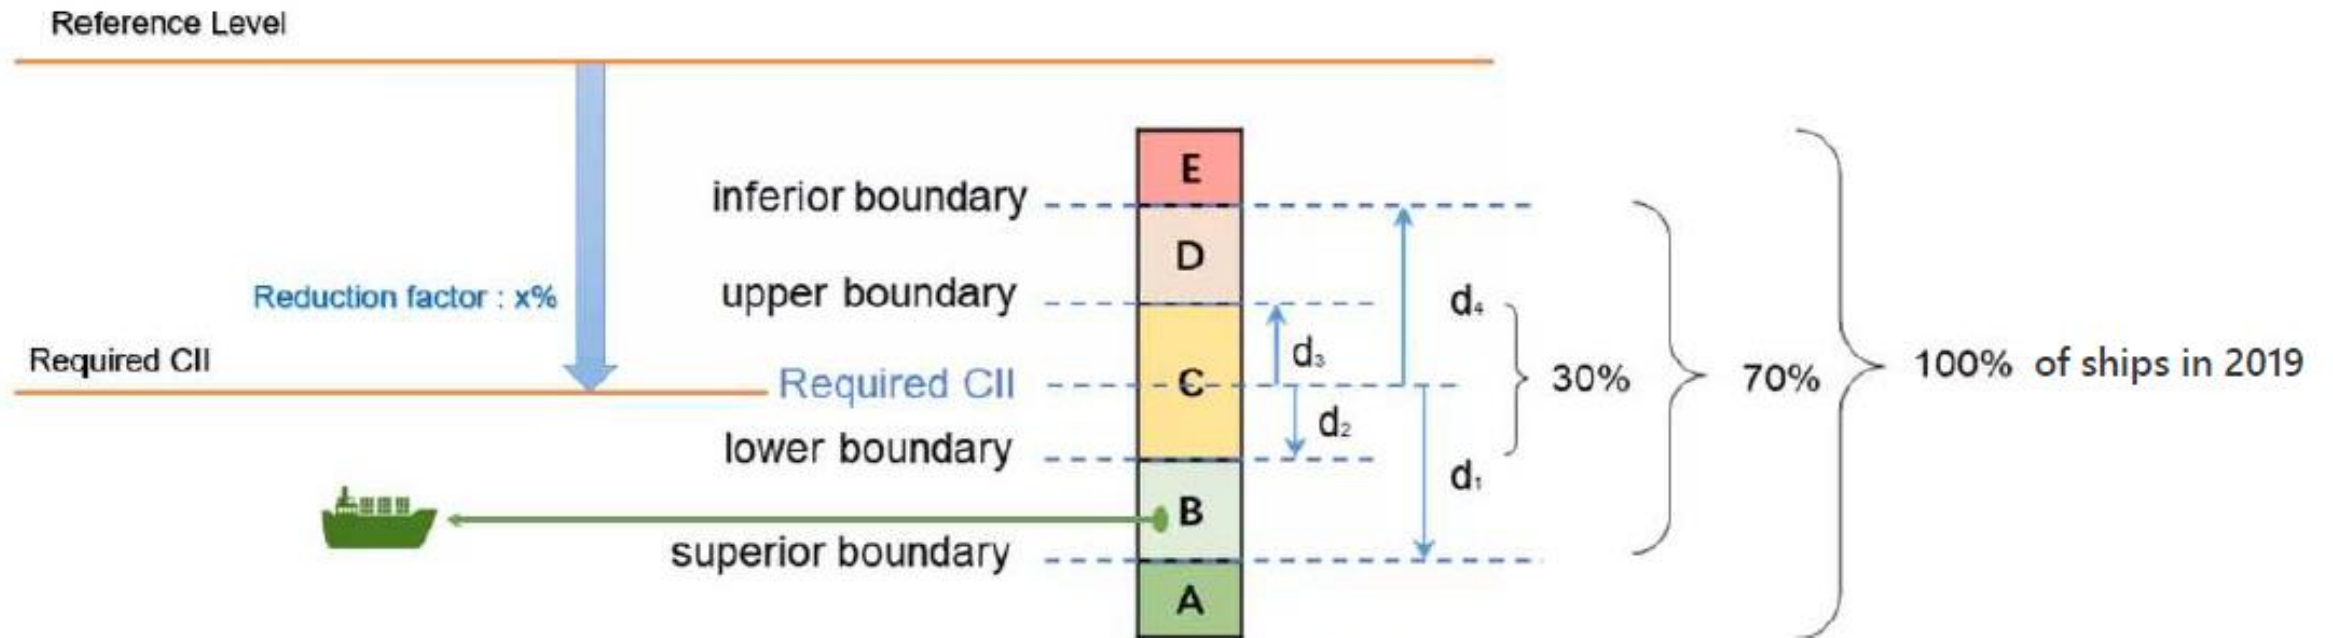 Reference Level
E
inferior boundary
D
upper boundary
d₄
Reduction factor : x%
d₃
Required CII
Required CII
C
30%
70%
100% of ships in 2019
d₂
lower boundary
d₁
B
superior boundary
A